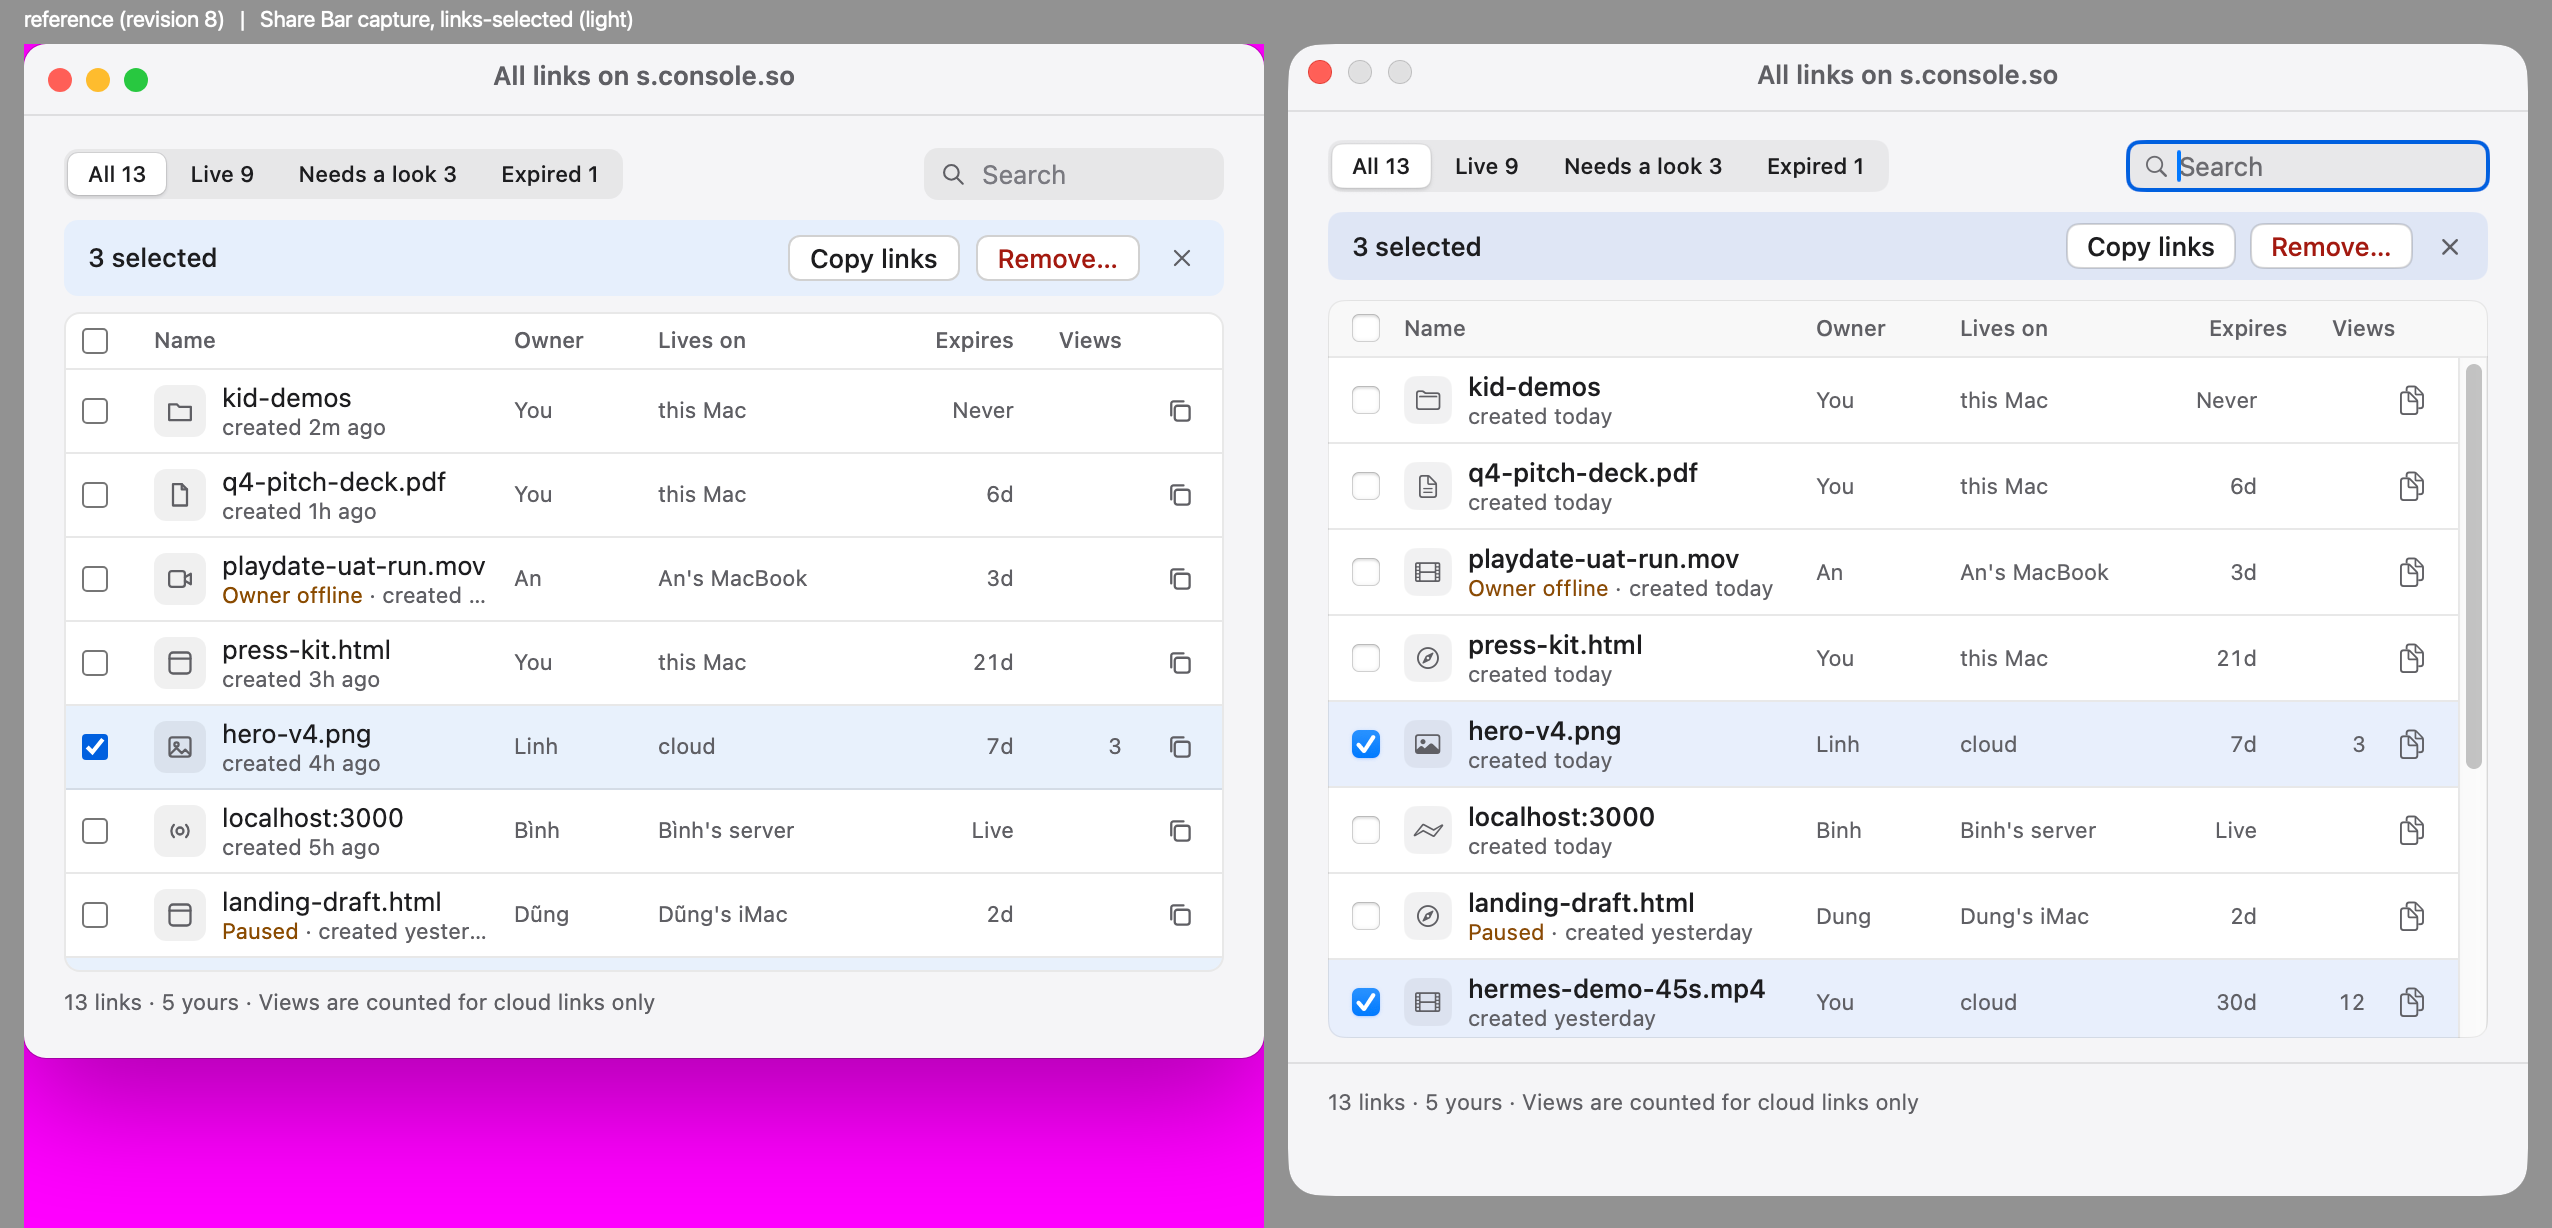 reference (revision 8) | Share Bar capture, links-selected (light)
All links on s.console.so
All 13 Live 9 Needs a look 3 Expired 1 Search
3 selected Copy links Remove...
Name Owner Lives on Expires Views
kid-demos
created 2m ago
You this Mac Never
q4-pitch-deck.pdf
created 1h ago
You this Mac 6d
playdate-uat-run.mov
Owner offline · created ...
An An's MacBook 3d
press-kit.html
created 3h ago
You this Mac 21d
hero-v4.png
created 4h ago
Linh cloud 7d 3
localhost:3000
created 5h ago
Bình Bình's server Live
landing-draft.html
Paused · created yester...
Dũng Dũng's iMac 2d
13 links · 5 yours · Views are counted for cloud links only
All links on s.console.so
All 13 Live 9 Needs a look 3 Expired 1 Search
3 selected Copy links Remove...
Name Owner Lives on Expires Views
kid-demos
created today
You this Mac Never
q4-pitch-deck.pdf
created today
You this Mac 6d
playdate-uat-run.mov
Owner offline · created today
An An's MacBook 3d
press-kit.html
created today
You this Mac 21d
hero-v4.png
created today
Linh cloud 7d 3
localhost:3000
created today
Binh Binh's server Live
landing-draft.html
Paused · created yesterday
Dung Dung's iMac 2d
hermes-demo-45s.mp4
created yesterday
You cloud 30d 12
13 links · 5 yours · Views are counted for cloud links only